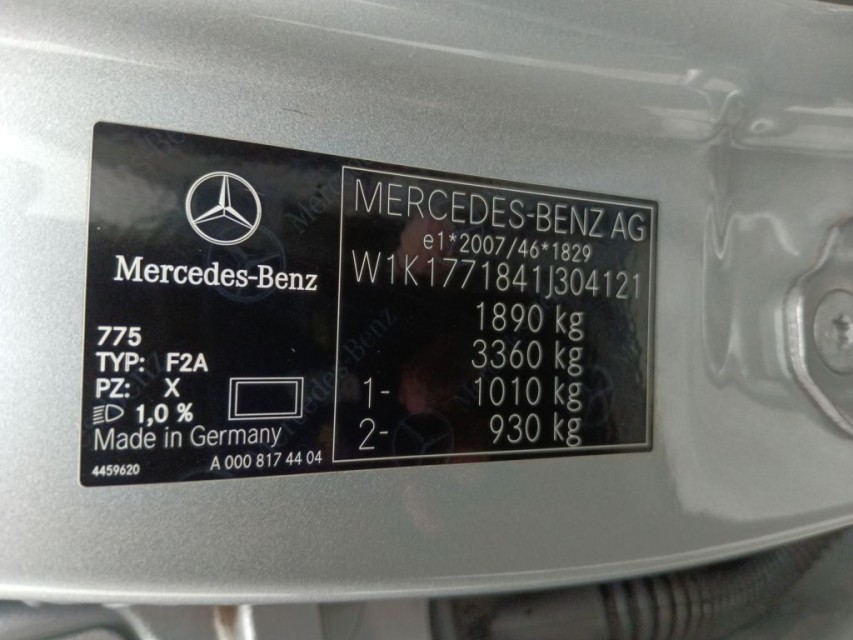 Mercedes-Benz
775
TYP: F2A
PZ: X
1,0 %
Made in Germany
4459620 A 000 817 44 04
MERCEDES-BENZ AG
e1*2007/46*1829
W1K1771841J304121
1890 kg
3360 kg
1- 1010 kg
2- 930 kg